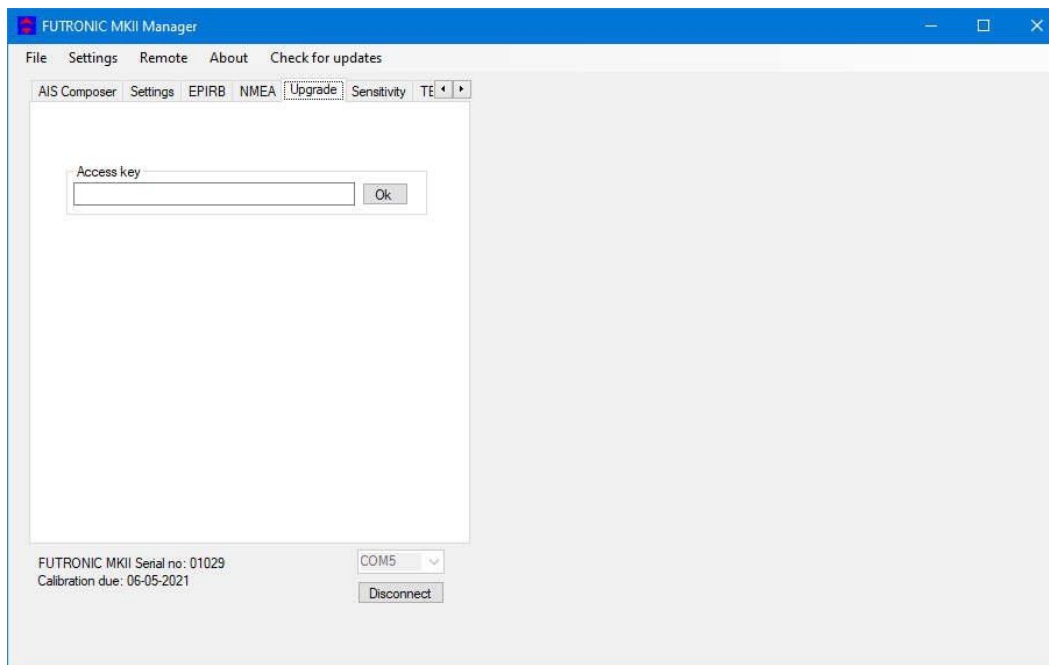 FUTRONIC MKII Manager
File Settings Remote About Check for updates
AIS Composer Settings EPIRB NMEA Upgrade Sensitivity
Access key
Ok
FUTRONIC MKII Serial no: 01029
COM5
Calibration due: 06-05-2021
Disconnect